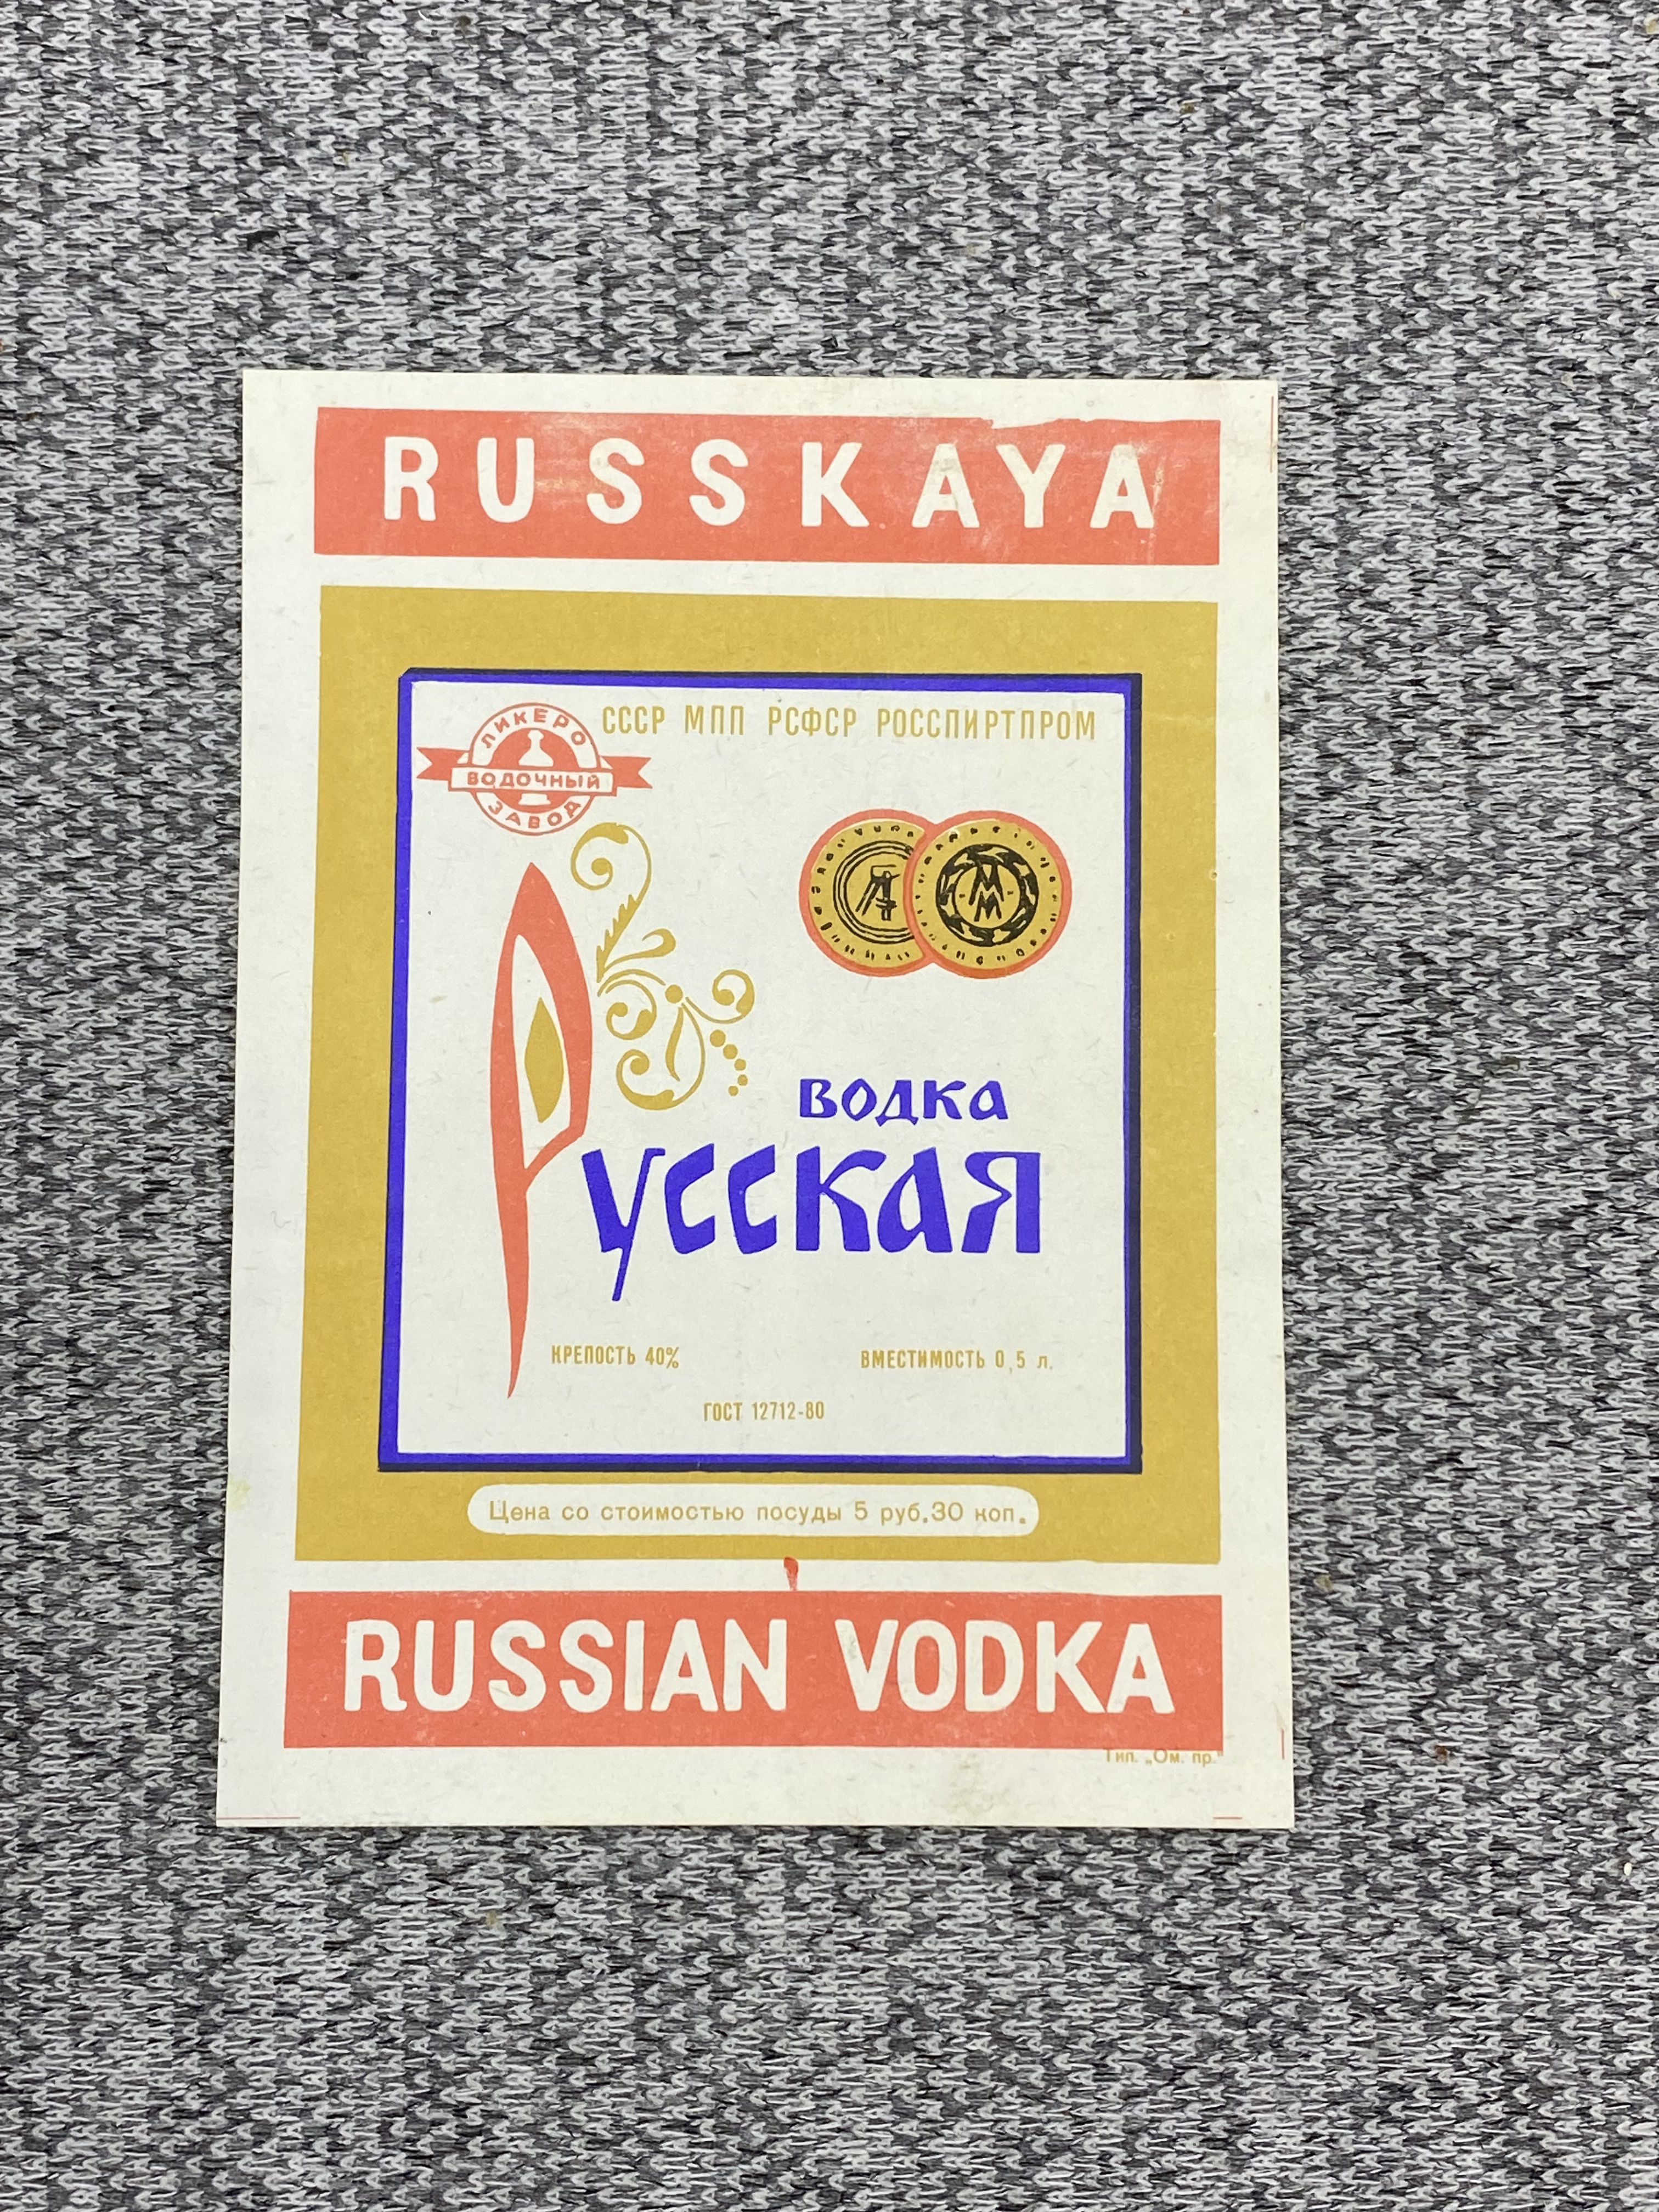 RUSSKAYA
СССР МПП РСФСР РОССПИРТПРОМ
ЛИКЕРО
ВОДОЧНЫЙ
ЗАВОД
ВОДКА
Русская
КРЕПОСТЬ 40%
ВМЕСТИМОСТЬ 0,5 л.
ГОСТ 12712-80
Цена со стоимостью посуды 5 руб.30 коп.
RUSSIAN VODKA
Тип. „Ом. пр."